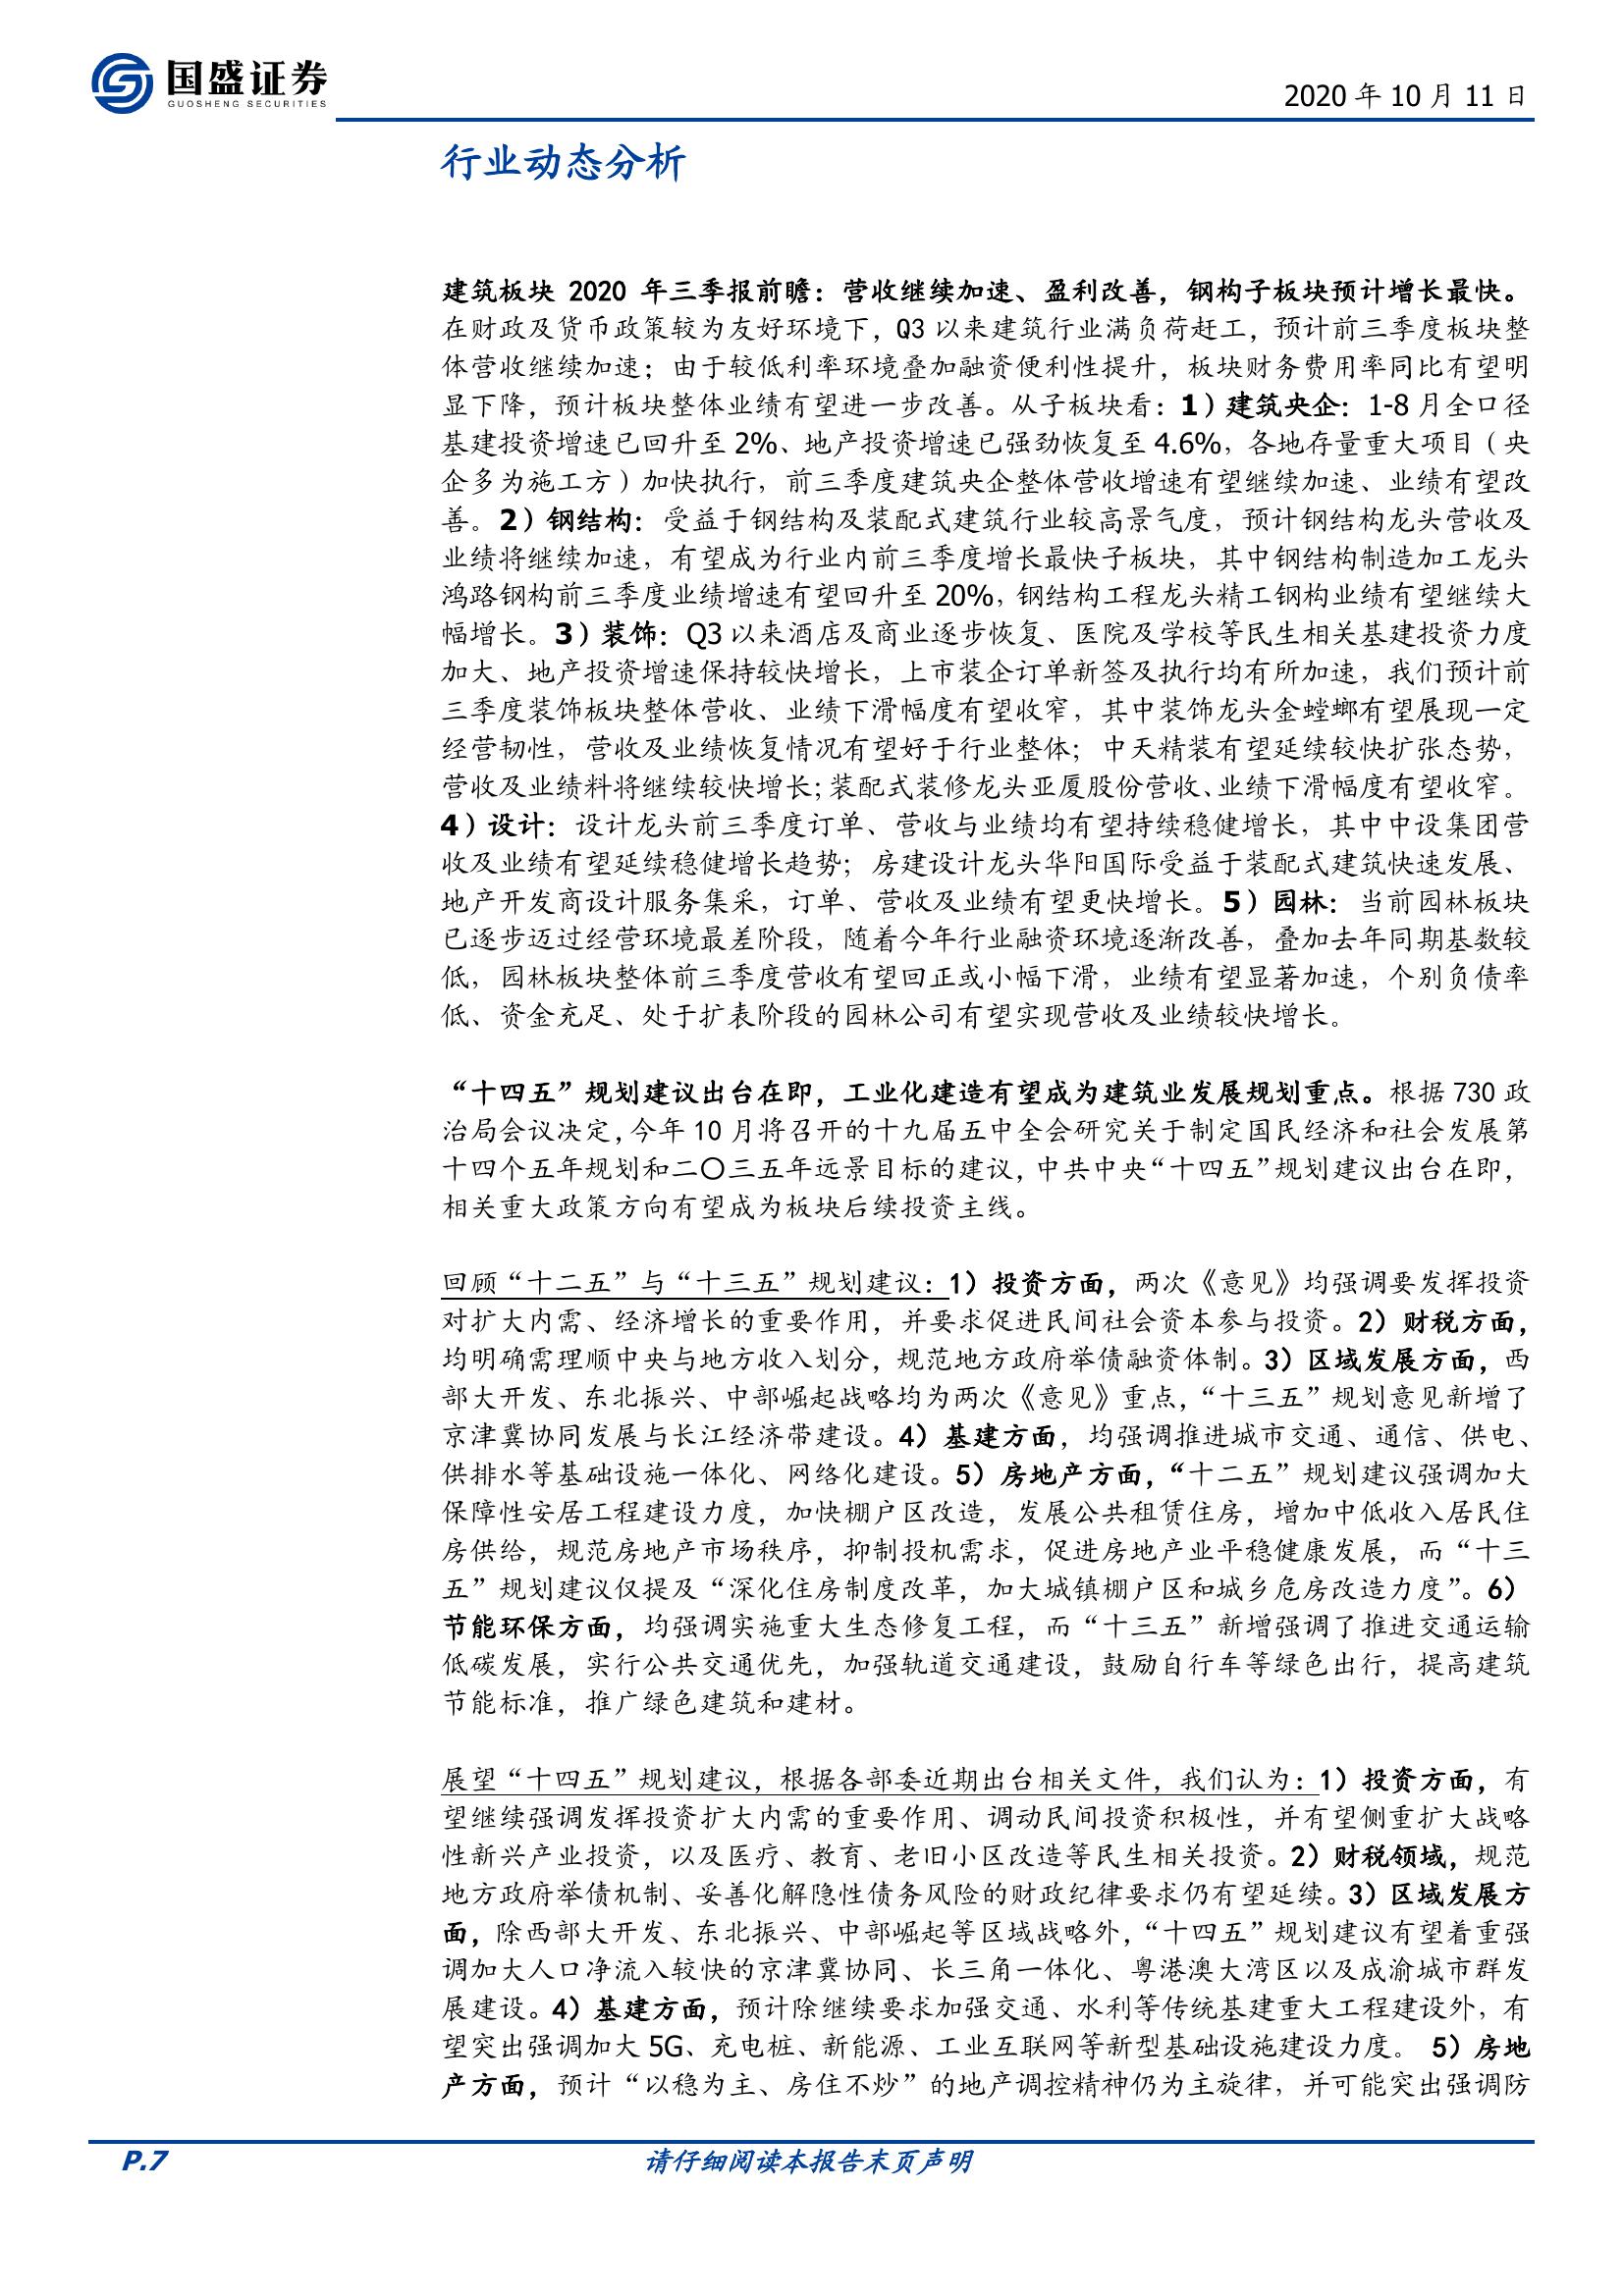 国盛证券
GUOSHENG SECURITIES
2020 年 10 月 11 日
行业动态分析
建筑板块 2020 年三季报前瞻：营收继续加速、盈利改善，钢构子板块预计增长最快。
在财政及货币政策较为友好环境下，Q3 以来建筑行业满负荷赶工，预计前三季度板块整
体营收继续加速；由于较低利率环境叠加融资便利性提升，板块财务费用率同比有望明
显下降，预计板块整体业绩有望进一步改善。从子板块看：1）建筑央企：1-8 月全口径
基建投资增速已回升至 2%、地产投资增速已强劲恢复至 4.6%，各地存量重大项目（央
企多为施工方）加快执行，前三季度建筑央企整体营收增速有望继续加速、业绩有望改
善。2）钢结构：受益于钢结构及装配式建筑行业较高景气度，预计钢结构龙头营收及
业绩将继续加速，有望成为行业内前三季度增长最快子板块，其中钢结构制造加工龙头
鸿路钢构前三季度业绩增速有望回升至 20%，钢结构工程龙头精工钢构业绩有望继续大
幅增长。3）装饰：Q3 以来酒店及商业逐步恢复、医院及学校等民生相关基建投资力度
加大、地产投资增速保持较快增长，上市装企订单新签及执行均有所加速，我们预计前
三季度装饰板块整体营收、业绩下滑幅度有望收窄，其中装饰龙头金螳螂有望展现一定
经营韧性，营收及业绩恢复情况有望好于行业整体；中天精装有望延续较快扩张态势，
营收及业绩料将继续较快增长；装配式装修龙头亚厦股份营收、业绩下滑幅度有望收窄。
4）设计：设计龙头前三季度订单、营收与业绩均有望持续稳健增长，其中中设集团营
收及业绩有望延续稳健增长趋势；房建设计龙头华阳国际受益于装配式建筑快速发展、
地产开发商设计服务集采，订单、营收及业绩有望更快增长。5）园林：当前园林板块
已逐步迈过经营环境最差阶段，随着今年行业融资环境逐渐改善，叠加去年同期基数较
低，园林板块整体前三季度营收有望回正或小幅下滑，业绩有望显著加速，个别负债率
低、资金充足、处于扩表阶段的园林公司有望实现营收及业绩较快增长。
“十四五”规划建议出台在即，工业化建造有望成为建筑业发展规划重点。根据 730 政
治局会议决定，今年 10 月将召开的十九届五中全会研究关于制定国民经济和社会发展第
十四个五年规划和二〇三五年远景目标的建议，中共中央“十四五”规划建议出台在即，
相关重大政策方向有望成为板块后续投资主线。
回顾“十二五”与“十三五”规划建议：1）投资方面，两次《意见》均强调要发挥投资
对扩大内需、经济增长的重要作用，并要求促进民间社会资本参与投资。2）财税方面，
均明确需理顺中央与地方收入划分，规范地方政府举债融资体制。3）区域发展方面，西
部大开发、东北振兴、中部崛起战略均为两次《意见》重点，“十三五”规划意见新增了
京津冀协同发展与长江经济带建设。4）基建方面，均强调推进城市交通、通信、供电、
供排水等基础设施一体化、网络化建设。5）房地产方面，“十二五”规划建议强调加大
保障性安居工程建设力度，加快棚户区改造，发展公共租赁住房，增加中低收入居民住
房供给，规范房地产市场秩序，抑制投机需求，促进房地产业平稳健康发展，而“十三
五”规划建议仅提及“深化住房制度改革，加大城镇棚户区和城乡危房改造力度”。6）
节能环保方面，均强调实施重大生态修复工程，而“十三五”新增强调了推进交通运输
低碳发展，实行公共交通优先，加强轨道交通建设，鼓励自行车等绿色出行，提高建筑
节能标准，推广绿色建筑和建材。
展望“十四五”规划建议，根据各部委近期出台相关文件，我们认为：1）投资方面，有
望继续强调发挥投资扩大内需的重要作用、调动民间投资积极性，并有望侧重扩大战略
性新兴产业投资，以及医疗、教育、老旧小区改造等民生相关投资。2）财税领域，规范
地方政府举债机制、妥善化解隐性债务风险的财政纪律要求仍有望延续。3）区域发展方
面，除西部大开发、东北振兴、中部崛起等区域战略外，“十四五”规划建议有望着重强
调加大人口净流入较快的京津冀协同、长三角一体化、粤港澳大湾区以及成渝城市群发
展建设。4）基建方面，预计除继续要求加强交通、水利等传统基建重大工程建设外，有
望突出强调加大 5G、充电桩、新能源、工业互联网等新型基础设施建设力度。 5）房地
产方面，预计“以稳为主、房住不炒”的地产调控精神仍为主旋律，并可能突出强调防
P.7
请仔细阅读本报告末页声明